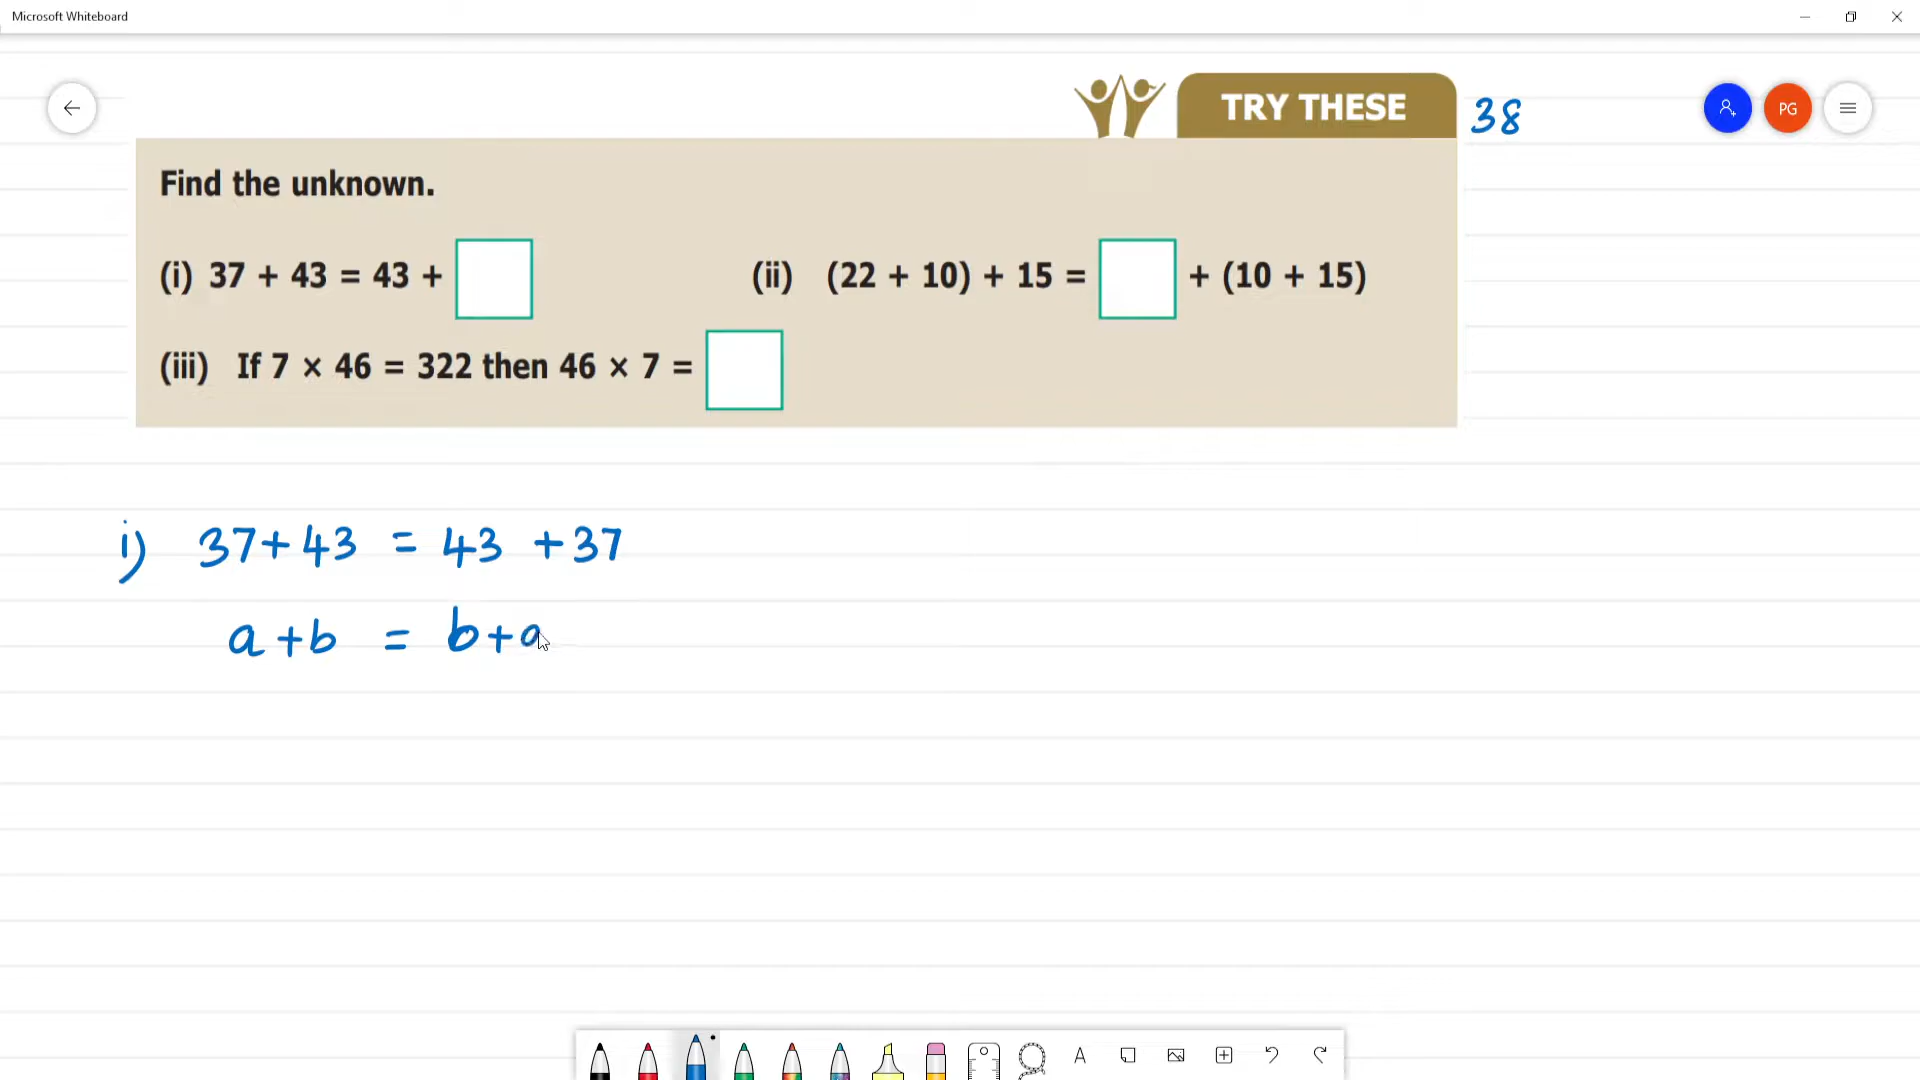 Microsoft Whiteboard
TRY THESE 38
PG
Find the unknown.
(i) 37 + 43 = 43 +
(ii) (22 + 10) + 15 = + (10 + 15)
(iii) If 7 × 46 = 322 then 46 × 7 =
i) 37+43 = 43 +37
a+b = b+a
A